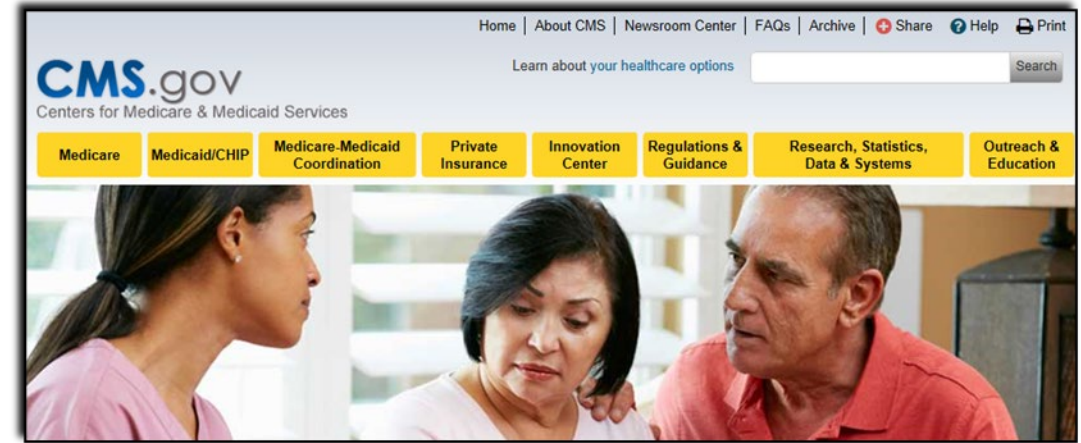 Home | About CMS | Newsroom Center | FAQs | Archive | Share Help Print
Learn about your healthcare options Search
CMS.gov
Centers for Medicare & Medicaid Services
Medicare
Medicaid/CHIP
Medicare-Medicaid
Coordination
Private
Insurance
Innovation
Center
Regulations &
Guidance
Research, Statistics,
Data & Systems
Outreach &
Education